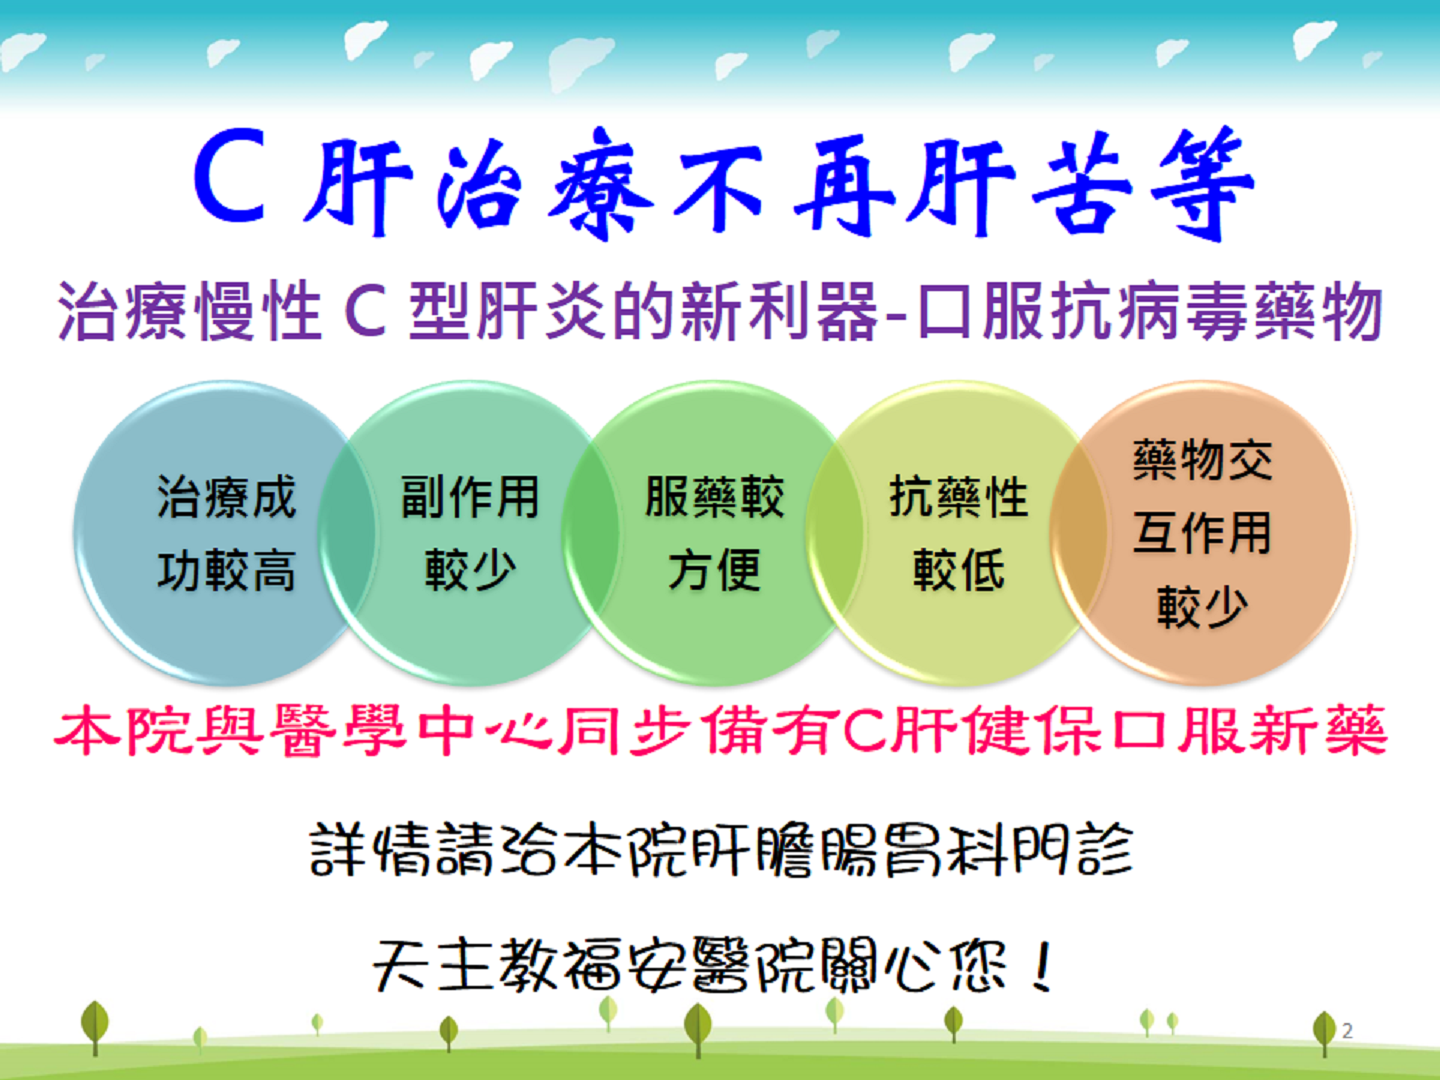 C 肝治療不再肝苦等
治療慢性 C 型肝炎的新利器-口服抗病毒藥物
治療成
功較高
副作用
較少
服藥較
方便
抗藥性
較低
藥物交
互作用
較少
本院與醫學中心同步備有C肝健保口服新藥
詳情請洽本院肝膽腸胃科門診
天主教福安醫院關心您！
2